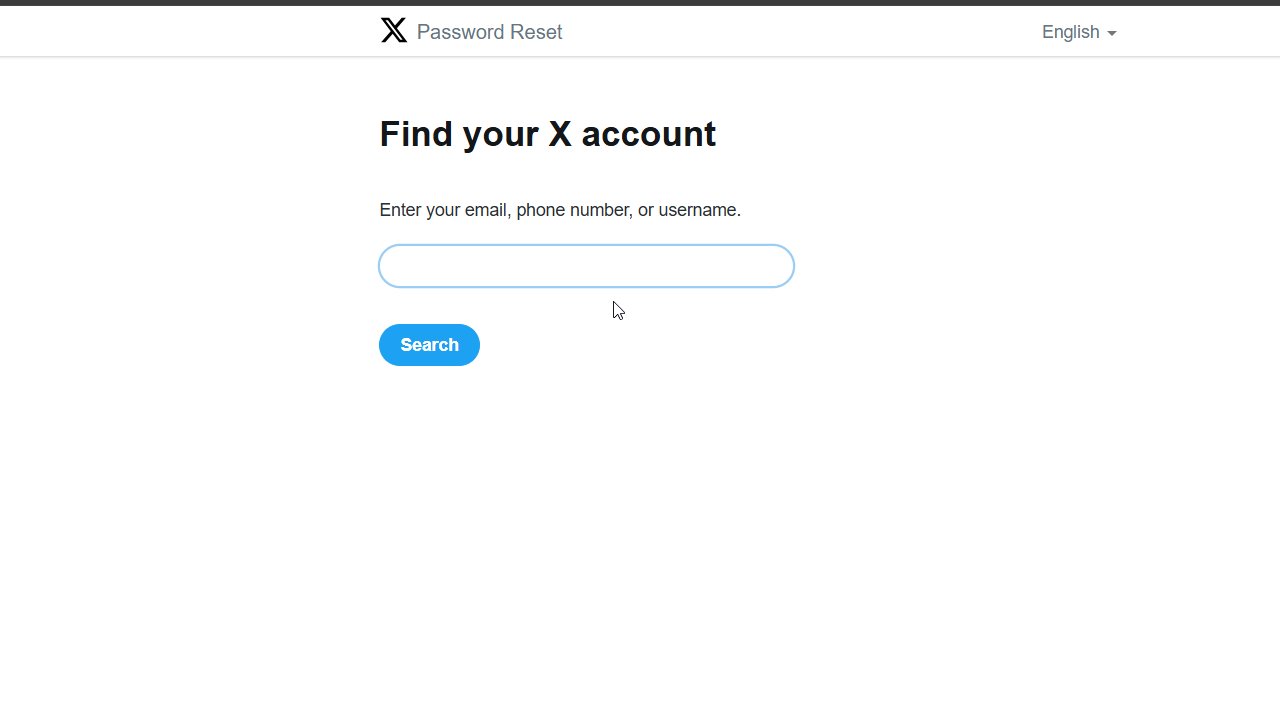 X Password Reset
English
Find your X account
Enter your email, phone number, or username.
Search